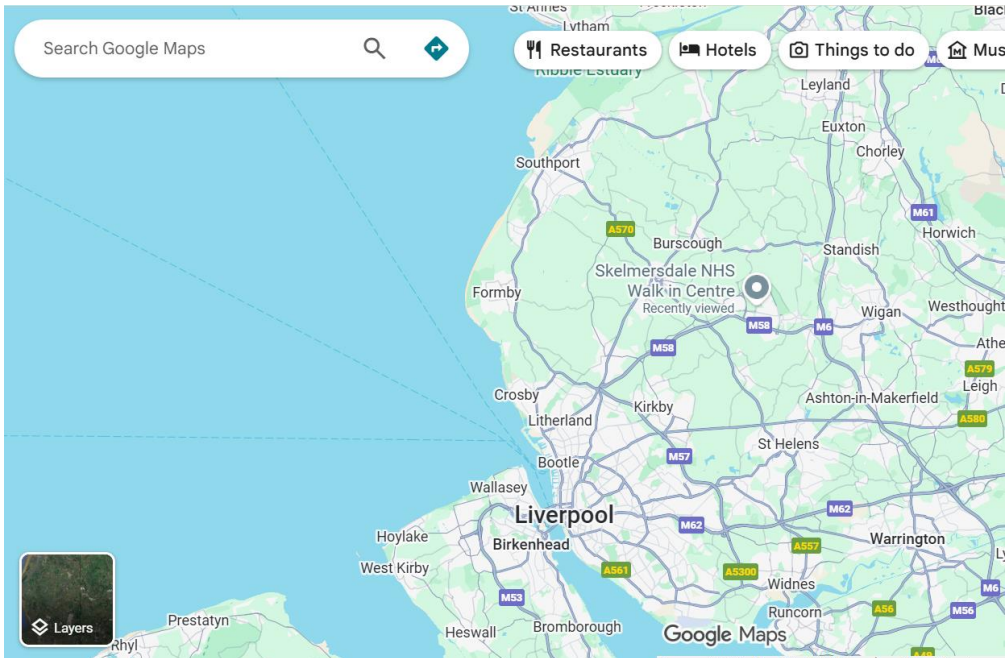 St Annes
Lytham
Search Google Maps
Restaurants
Hotels
Things to do
Mus
Ribble Estuary
Leyland
Euxton
Chorley
Southport
M61
A570
Horwich
Burscough
Standish
Skelmersdale NHS
Walk in Centre
Recently viewed
Formby
Westhought
Wigan
M58
M6
M58
Athe
A579
Leigh
Crosby
Ashton-in-Makerfield
Kirkby
Litherland
A580
St Helens
M57
Bootle
Wallasey
M62
Liverpool
M62
Hoylake
Birkenhead
Warrington
A557
West Kirby
A561
A5300
Widnes
M6
M53
Runcorn
A56
M56
Prestatyn
Layers
Heswall
Bromborough
Google Maps
Rhyl